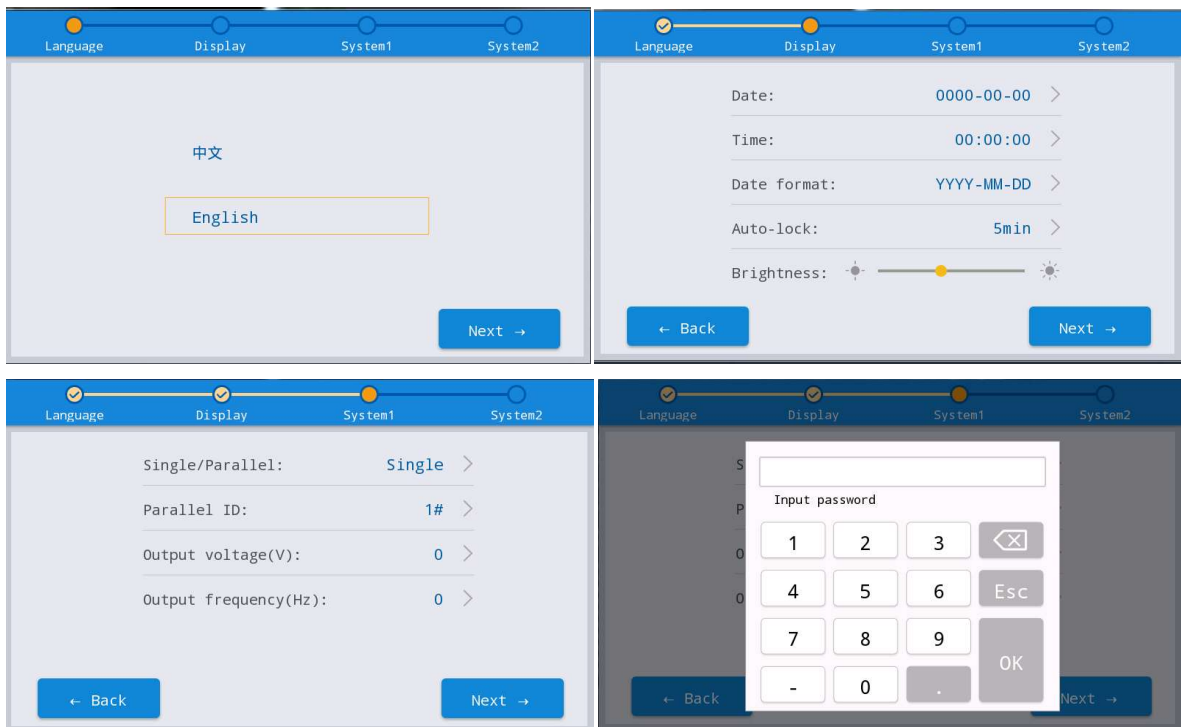 Language Display System1 System2
中文
English
Next →
Language Display System1 System2
Date: 0000-00-00
Time: 00:00:00
Date format: YYYY-MM-DD
Auto-lock: 5min
Brightness:
← Back Next →
Language Display System1 System2
Single/Parallel: Single
Parallel ID: 1#
Output voltage(V): 0
Output frequency(Hz): 0
← Back Next →
Language Display System1 System2
S
Input password
P
1 2 3
O
4 5 6 Esc
O
7 8 9
OK
- 0 .
← Back Next →